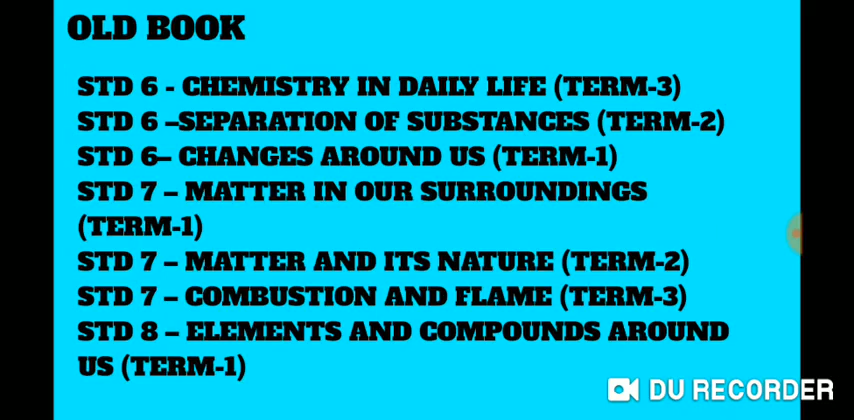 OLD BOOK
STD 6 - CHEMISTRY IN DAILY LIFE (TERM-3)
STD 6 –SEPARATION OF SUBSTANCES (TERM-2)
STD 6– CHANGES AROUND US (TERM-1)
STD 7 – MATTER IN OUR SURROUNDINGS
(TERM-1)
STD 7 – MATTER AND ITS NATURE (TERM-2)
STD 7 – COMBUSTION AND FLAME (TERM-3)
STD 8 – ELEMENTS AND COMPOUNDS AROUND
US (TERM-1)
DU RECORDER